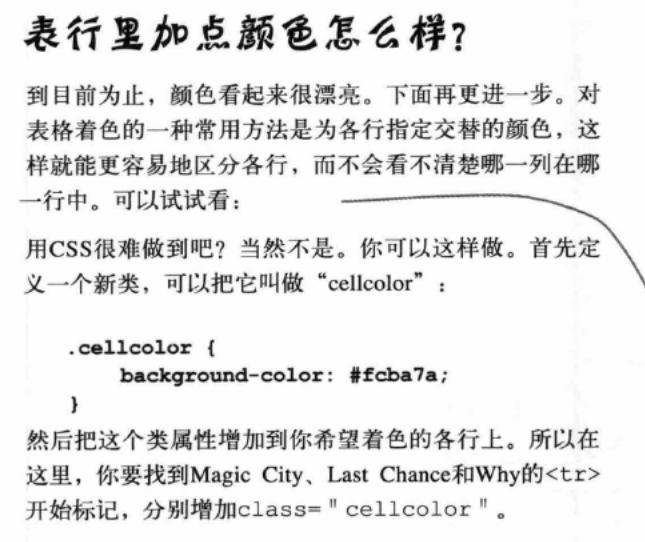 表行里加点颜色怎么样?
到目前为止，颜色看起来很漂亮。下面再更进一步。对
表格着色的一种常用方法是为各行指定交替的颜色，这
样就能更容易地区分各行，而不会看不清楚哪一列在哪
一行中。可以试试看：
用CSS很难做到吧？当然不是。你可以这样做。首先定
义一个新类，可以把它叫做“cellcolor”：
.cellcolor {
    background-color: #fcba7a;
}
然后把这个类属性增加到你希望着色的各行上。所以在
这里，你要找到Magic City、Last Chance和Why的<tr>
开始标记，分别增加class="cellcolor"。